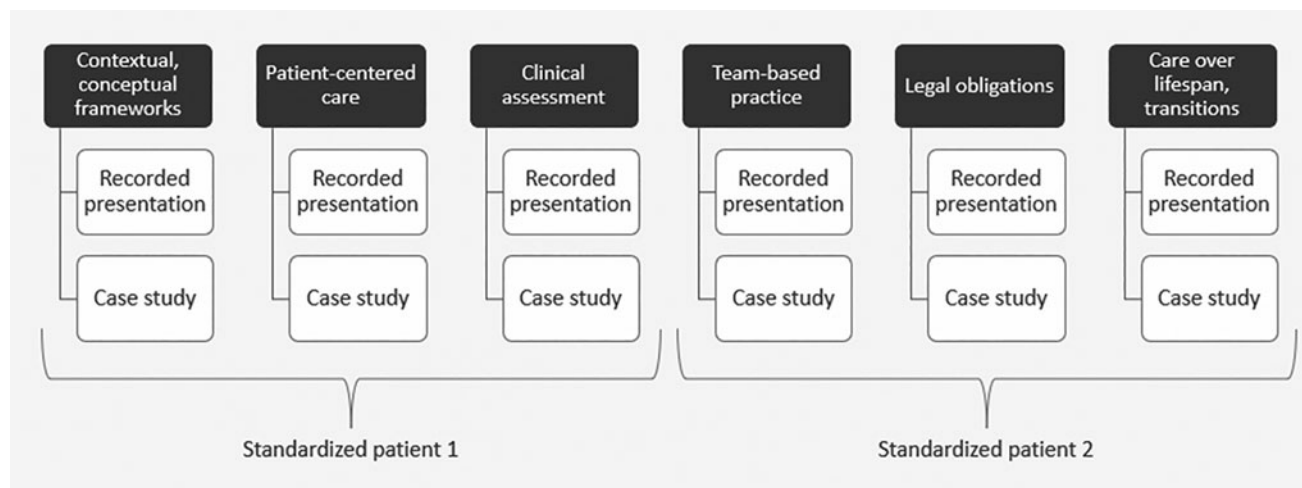 Contextual,
conceptual
frameworks
Patient-centered
care
Clinical
assessment
Team-based
practice
Legal obligations
Care over
lifespan,
transitions
Recorded
presentation
Recorded
presentation
Recorded
presentation
Recorded
presentation
Recorded
presentation
Recorded
presentation
Case study
Case study
Case study
Case study
Case study
Case study
Standardized patient 1
Standardized patient 2